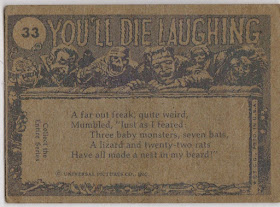 33
YOU'LL DIE LAUGHING
Collect the
Entire Series
A far out freak, quite weird,
Mumbled, "Just as I feared
Three baby monsters, seven bats,
A lizard and twenty-two rats
Have all made a nest in my beard!"
© UNIVERSAL PICTURES CO., INC.